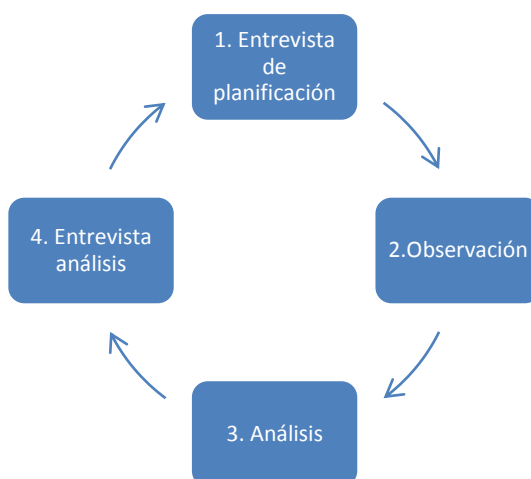 1. Entrevista
de
planificación
2.Observación
3. Análisis
4. Entrevista
análisis